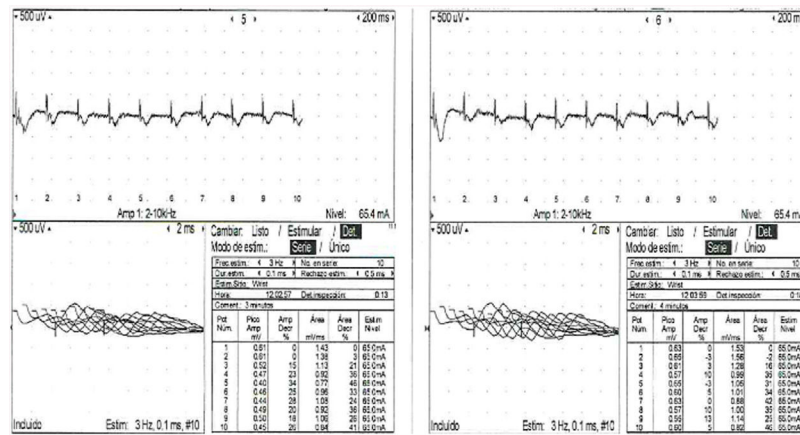 500 uV
5
200 ms
1 2 3 4 5 6 7 8 9 10
Amp 1: 2-10kHz
Nivel: 65.4 mA
500 uV
2 ms
Cambiar: Listo / Estimular / Det.
Modo de estím.: Serie / Único
Frec.estim.: 3 Hz No. en serie: 10
Dur.estim.: 0.1 ms Rechazo estim.: 0.5 ms
Estim.Sitio: Wrist
Hora: 12:02:57 Det.inspección: 0:13
Coment.: 3 minutos
Pot Núm. Pico Amp mV Amp Decr % Área mVms Área Decr % Estim Nivel
1 0.61 0 1.43 0 65.0mA
2 0.61 0 1.38 3 65.0mA
3 0.52 15 1.13 21 65.0mA
4 0.47 23 0.92 36 65.0mA
5 0.40 34 0.77 46 65.0mA
6 0.46 25 0.96 33 65.0mA
7 0.44 28 1.08 24 65.0mA
8 0.49 20 0.92 36 65.0mA
9 0.50 18 1.06 26 65.0mA
10 0.45 26 0.84 41 65.0mA
Incluido
Estim: 3 Hz, 0.1 ms, #10
500 uV
6
200 ms
1 2 3 4 5 6 7 8 9 10
Amp 1: 2-10kHz
Nivel: 65.4 mA
500 uV
2 ms
Cambiar: Listo / Estimular / Det.
Modo de estím.: Serie / Único
Frec.estim.: 3 Hz No. en serie: 10
Dur.estim.: 0.1 ms Rechazo estim.: 0.5 ms
Estim.Sitio: Wrist
Hora: 12:03:59 Det.inspección:
Coment.: 4 minutos
Pot Núm. Pico Amp mV Amp Decr % Área mVms Área Decr % Estim Nivel
1 0.63 0 1.53 0 65.0mA
2 0.65 -3 1.56 -2 65.0mA
3 0.61 3 1.28 16 65.0mA
4 0.57 10 0.99 35 65.0mA
5 0.65 -3 1.05 31 65.0mA
6 0.60 5 1.01 34 65.0mA
7 0.63 0 0.88 42 65.0mA
8 0.57 10 1.00 35 65.0mA
9 0.55 13 1.14 25 65.0mA
10 0.60 5 0.82 46 65.0mA
Incluido
Estim: 3 Hz, 0.1 ms, #10